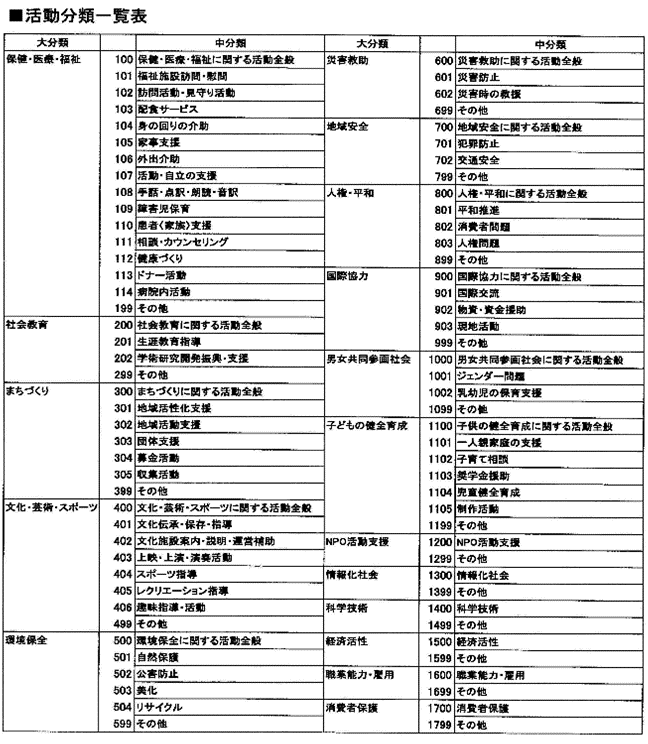 ■活動分類一覧表
大分類 中分類 大分類 中分類
保健・医療・福祉 100 保健・医療・福祉に関する活動全般 災害救助 600 災害救助に関する活動全般
101 福祉施設訪問・慰問 601 災害防止
102 訪問活動・見守り活動 602 災害時の救援
103 配食サービス 699 その他
104 身の回りの介助 地域安全 700 地域安全に関する活動全般
105 家事支援 701 犯罪防止
106 外出介助 702 交通安全
107 活動・自立の支援 799 その他
108 手話・点訳・朗読・音訳 人権・平和 800 人権・平和に関する活動全般
109 障害児保育 801 平和推進
110 患者(家族)支援 802 消費者問題
111 相談・カウンセリング 803 人権問題
112 健康づくり 899 その他
113 ドナー活動 国際協力 900 国際協力に関する活動全般
114 病院内活動 901 国際交流
199 その他 902 物資・資金援助
社会教育 200 社会教育に関する活動全般 903 現地活動
201 生涯教育指導 999 その他
202 学術研究開発振興・支援 男女共同参画社会 1000 男女共同参画社会に関する活動全般
299 その他 1001 ジェンダー問題
まちづくり 300 まちづくりに関する活動全般 1002 乳幼児の保育支援
301 地域活性化支援 1099 その他
302 地域活動支援 子どもの健全育成 1100 子供の健全育成に関する活動全般
303 団体支援 1101 一人親家庭の支援
304 募金活動 1102 子育て相談
305 収集活動 1103 奨学金援助
399 その他 1104 児童健全育成
文化・芸術・スポーツ 400 文化・芸術・スポーツに関する活動全般 1105 制作活動
401 文化伝承・保存・指導 1199 その他
402 文化施設案内・説明・運営補助 NPO活動支援 1200 NPO活動支援
403 上映・上演・演奏活動 1299 その他
404 スポーツ指導 情報化社会 1300 情報化社会
405 レクリエーション指導 1399 その他
406 趣味指導・活動 科学技術 1400 科学技術
499 その他 1499 その他
環境保全 500 環境保全に関する活動全般 経済活性 1500 経済活性
501 自然保護 1599 その他
502 公害防止 職業能力・雇用 1600 職業能力・雇用
503 美化 1699 その他
504 リサイクル 消費者保護 1700 消費者保護
599 その他 1799 その他